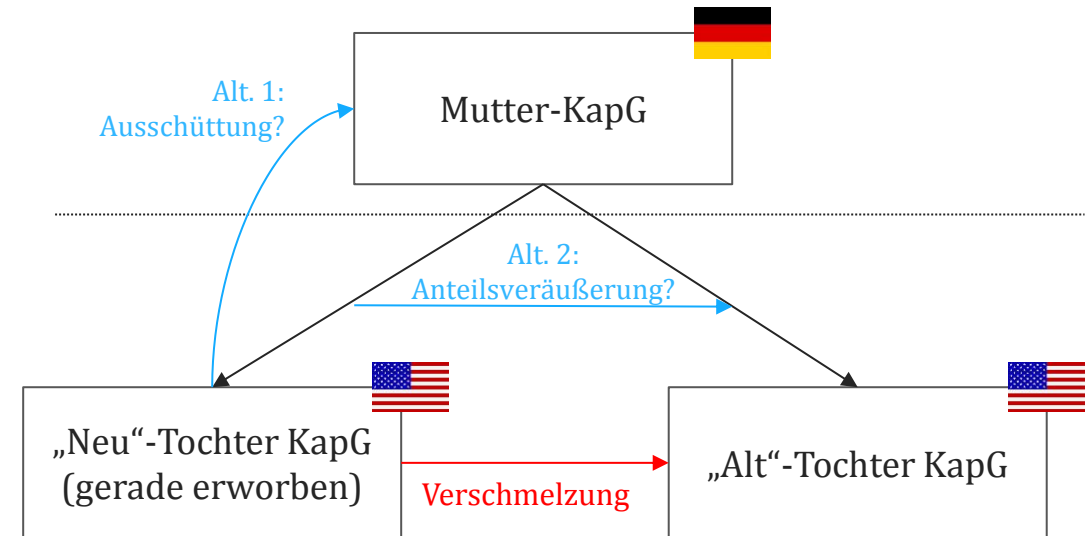 Mutter-KapG
Alt. 1:
Ausschüttung?
Alt. 2:
Anteilsveräußerung?
„Neu“-Tochter KapG
(gerade erworben)
Verschmelzung
„Alt“-Tochter KapG